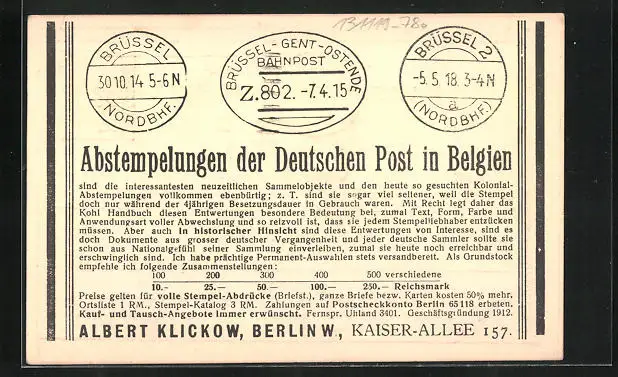 13119-78
BRÜSSEL
30 10. 14 5-6 N
NORDBHF.
BRÜSSEL-GENT-OSTENDE
BAHNPOST
Z.802. -7.4.15
BRÜSSEL 2
-5. 5. 18. 3-4N
a
(NORDBHF.)
Abstempelungen der Deutschen Post in Belgien
sind die interessantesten neuzeitlichen Sammelobjekte und den heute so gesuchten Kolonial-
Abstempelungen vollkommen ebenbürtig; z. T. sind sie sogar viel seltener, weil die Stempel
doch nur während der 4jährigen Besetzungsdauer in Gebrauch waren. Mit Recht legt daher das
Kohl Handbuch diesen Entwertungen besondere Bedeutung bei; zumal Text, Form, Farbe und
Anwendungsart voller Abwechslung und so reizvoll ist, dass sie jedem Stempelliebhaber entzücken
müssen. Aber auch in historischer Hinsicht sind diese Entwertungen von Interesse, sind es
doch Dokumente aus grosser deutscher Vergangenheit und jeder deutsche Sammler sollte sie
schon aus Nationalgefühl seiner Sammlung einverleiben, zumal sie heute noch erreichbar und
erschwinglich sind. Ich habe prächtige Permanent-Auswahlen stets versandbereit. Als Grundstock
empfehle ich folgende Zusammenstellungen:
100 200 300 400 500 verschiedene
10.- 25.— 50.— 100.— 250.— Reichsmark
Preise gelten für volle Stempel-Abdrücke (Briefst.), ganze Briefe bezw. Karten kosten 50% mehr.
Ortsliste 1 RM., Stempel-Katalog 3 RM. Zahlungen auf Postscheckkonto Berlin 65118 erbeten.
Kauf- und Tausch-Angebote immer erwünscht. Fernspr. Uhland 3401. Geschäftsgründung 1912.
ALBERT KLICKOW, BERLIN W., KAISER-ALLEE 157.